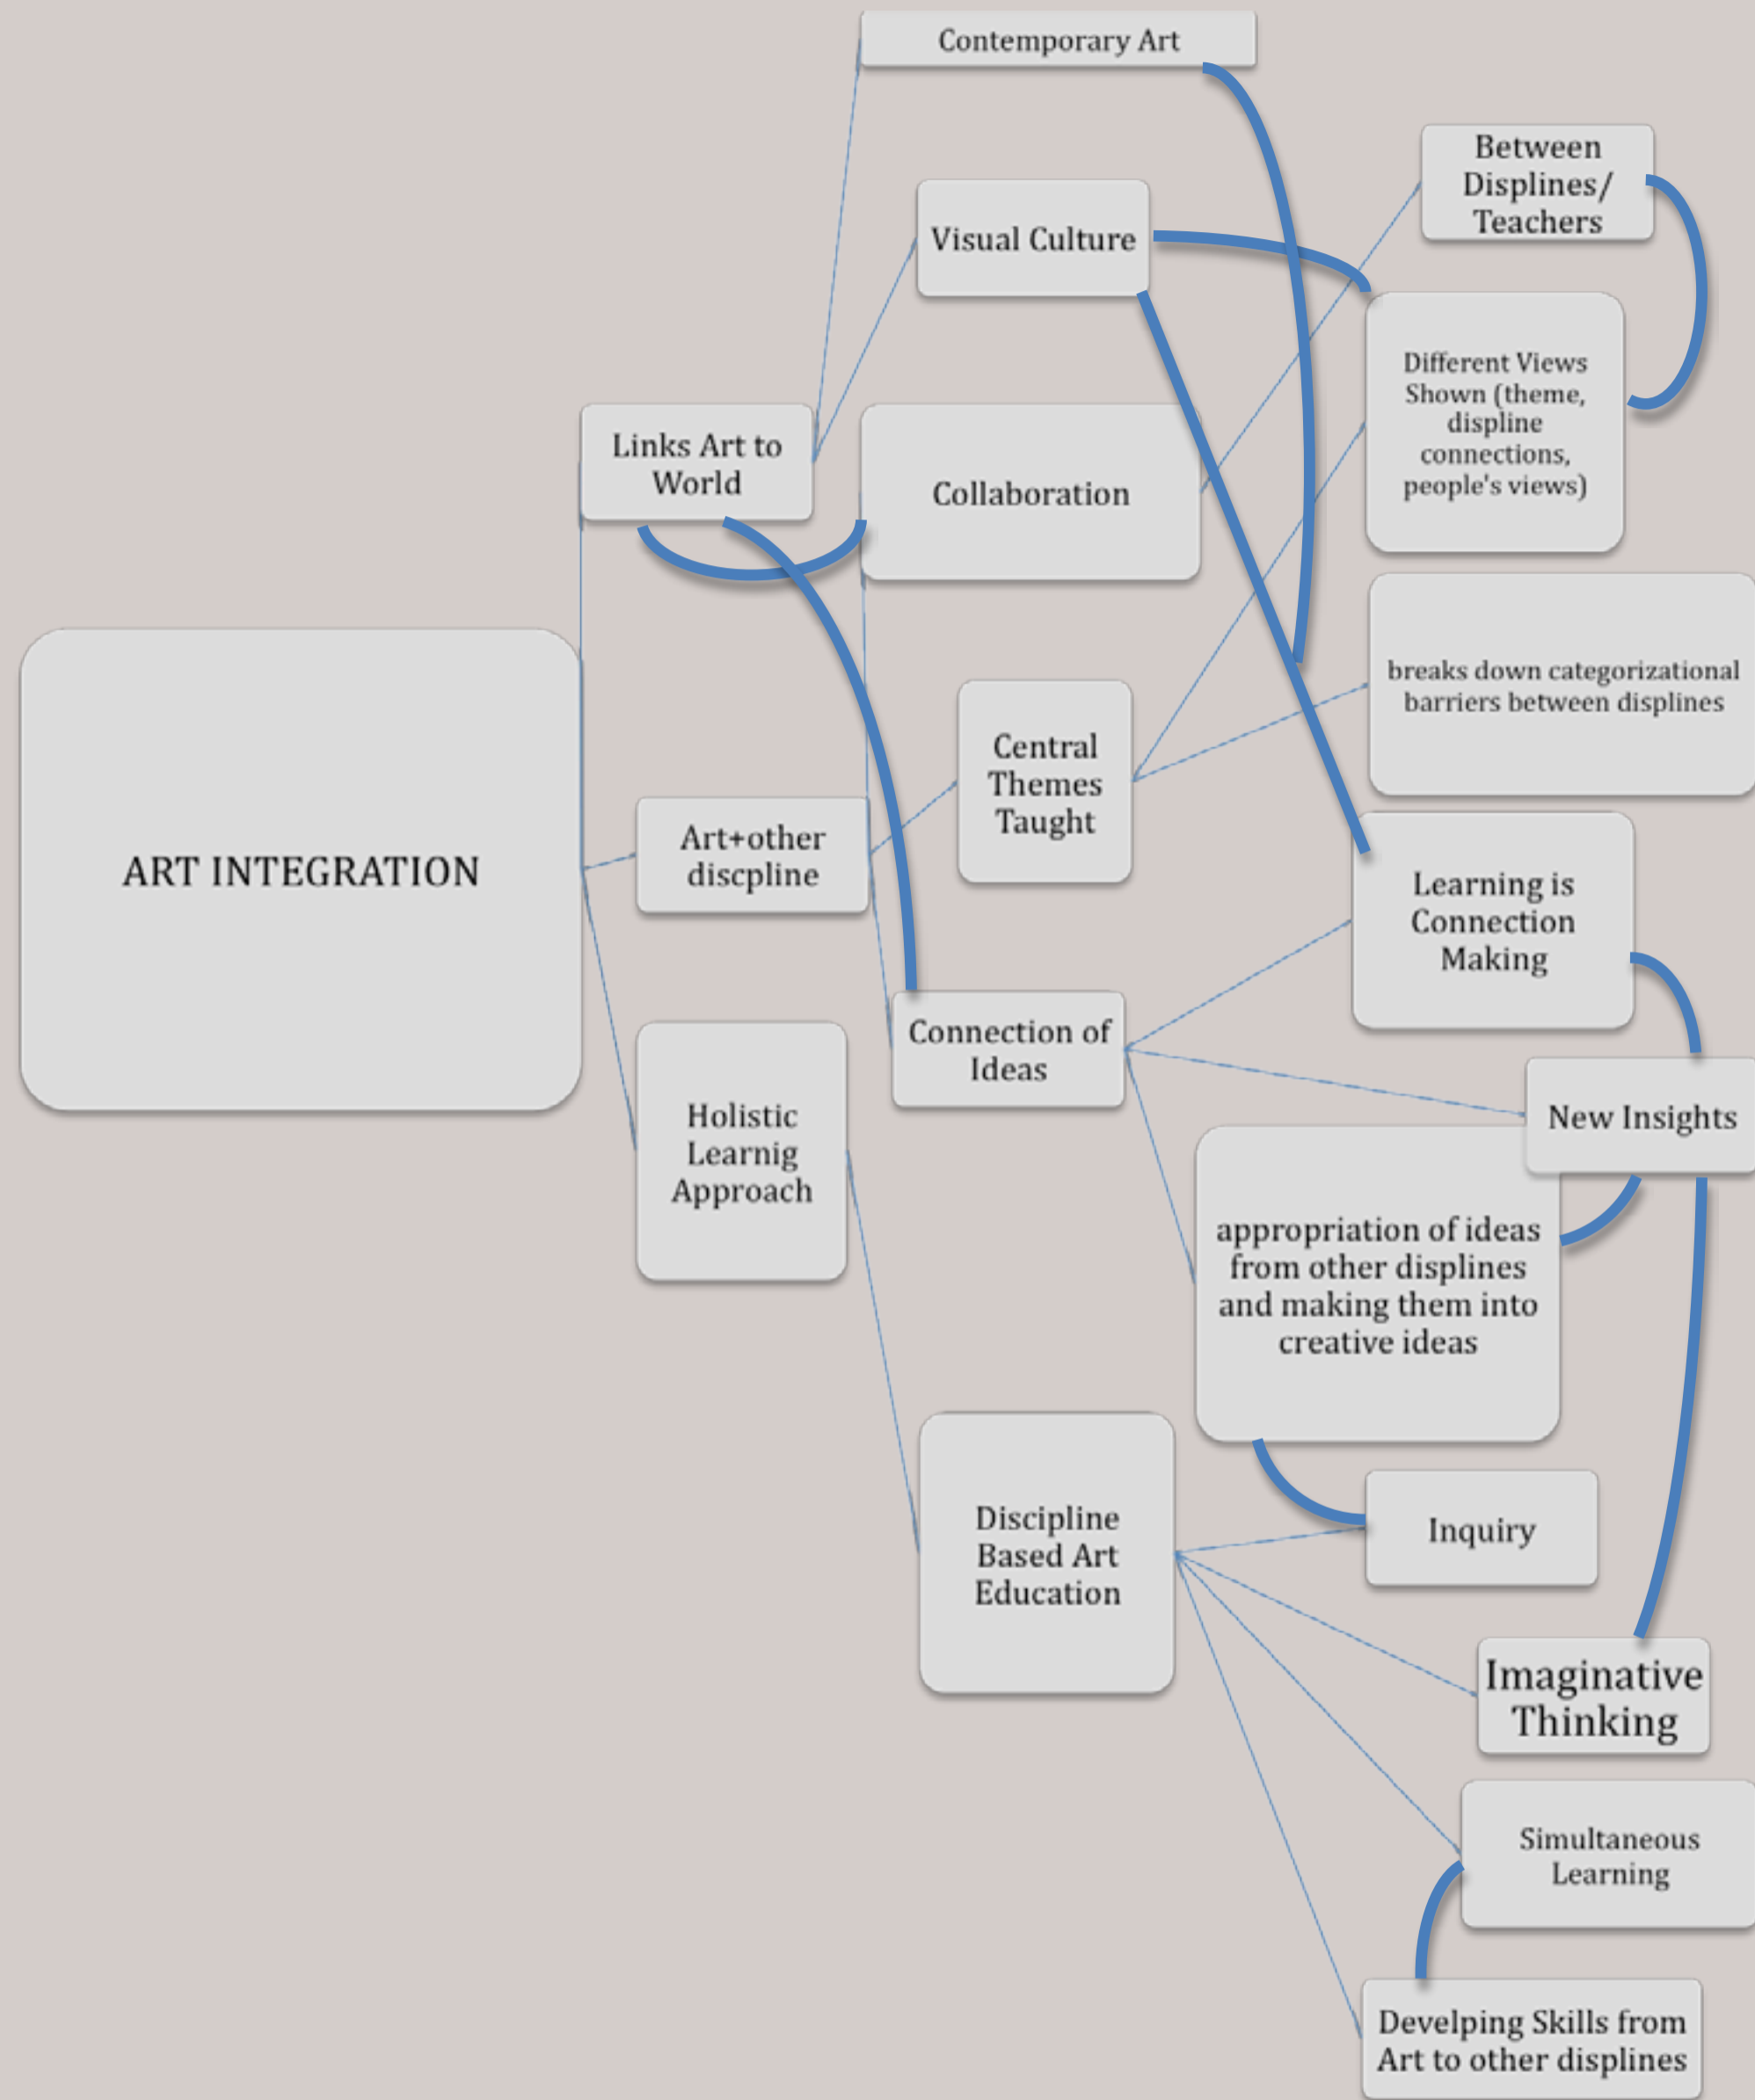 Contemporary Art
Between
Displines/
Teachers
Visual Culture
Different Views
Shown (theme,
displine
connections,
people's views)
Links Art to
World
Collaboration
breaks down categorizational
barriers between displines
Central
Themes
Taught
ART INTEGRATION
Art+other
discpline
Learning is
Connection
Making
Connection of
Ideas
New Insights
Holistic
Learnig
Approach
appropriation of ideas
from other displines
and making them into
creative ideas
Discipline
Based Art
Education
Inquiry
Imaginative
Thinking
Simultaneous
Learning
Develping Skills from
Art to other displines